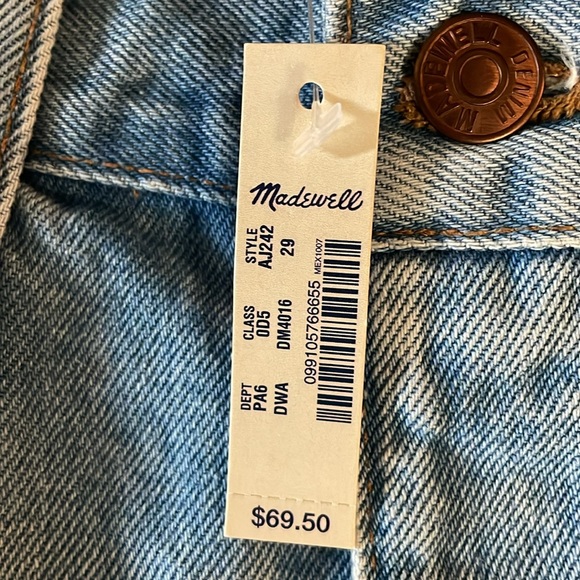 MADEWELL DENIM
Madewell
DEPT CLASS STYLE
PA6 0D5 AJ242
DWA DM4016 29
099105766655
MEX1007
$69.50